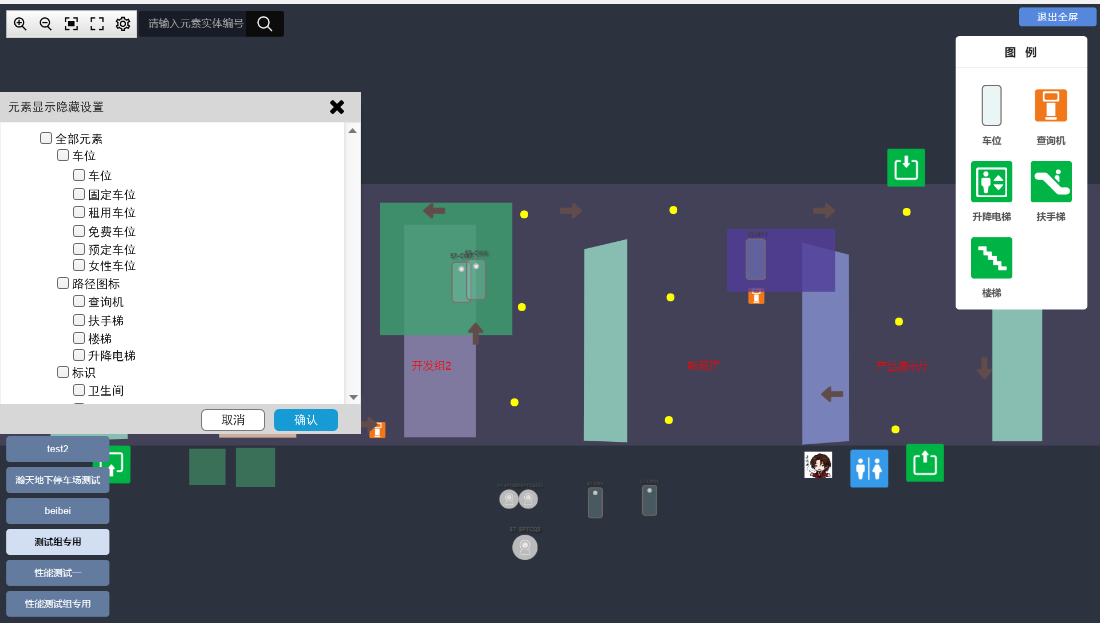 请输入元素实体编号
退出全屏
图 例
车位
查询机
升降电梯
扶手梯
楼梯
元素显示隐藏设置
全部元素
车位
车位
固定车位
租用车位
免费车位
预定车位
女性车位
路径图标
查询机
扶手梯
楼梯
升降电梯
标识
卫生间
取消
确认
开发组2
test2
瀚天地下停车场测试
beibei
测试组专用
性能测试一
性能测试组专用